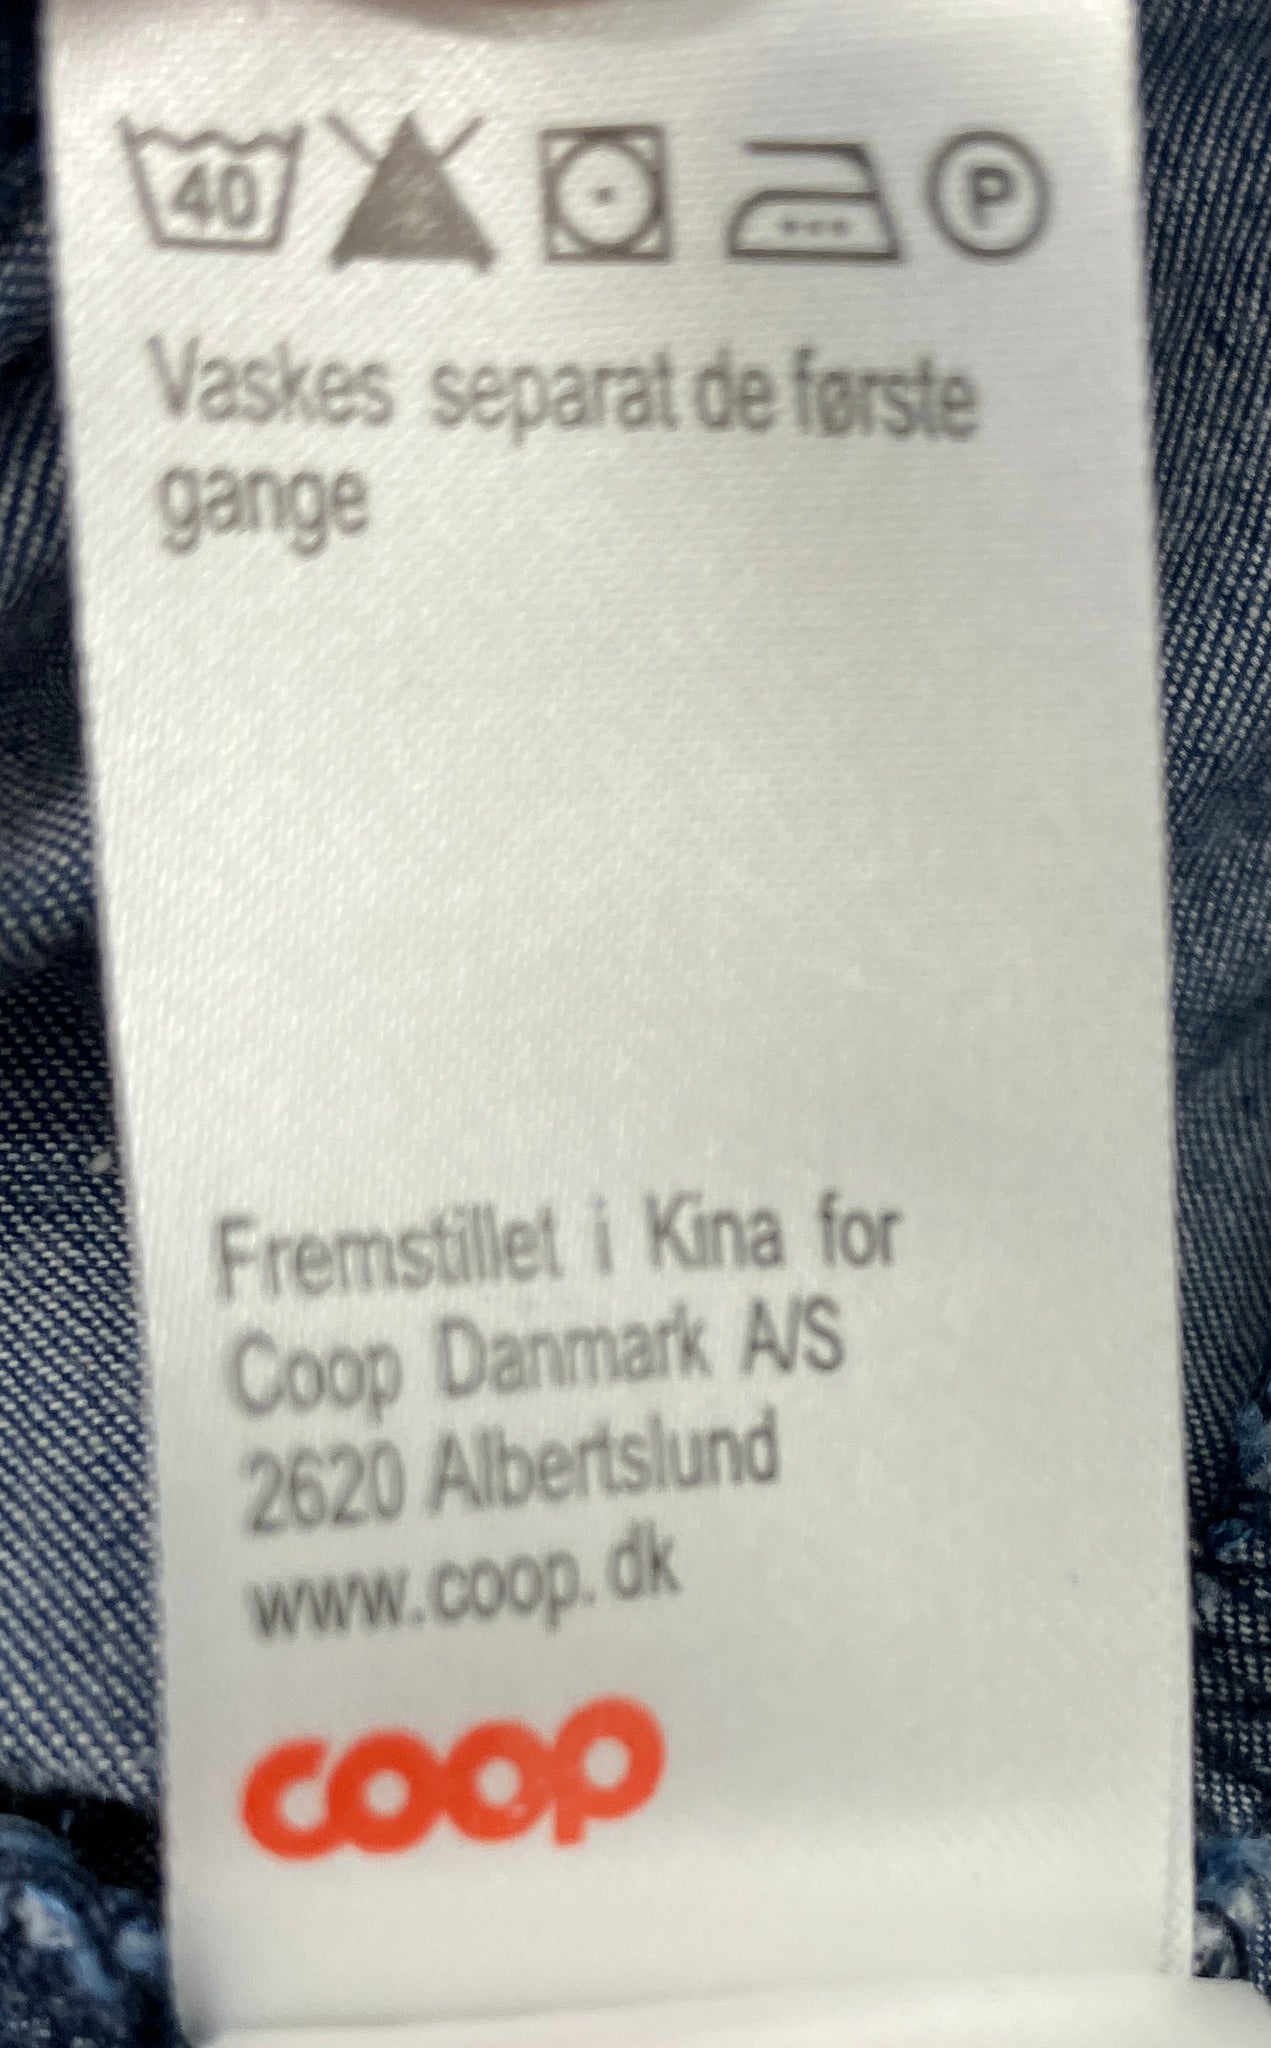 40 P
Vaskes separat de første
gange
Fremstillet i Kina for
Coop Danmark A/S
2620 Albertslund
www.coop.dk
coop